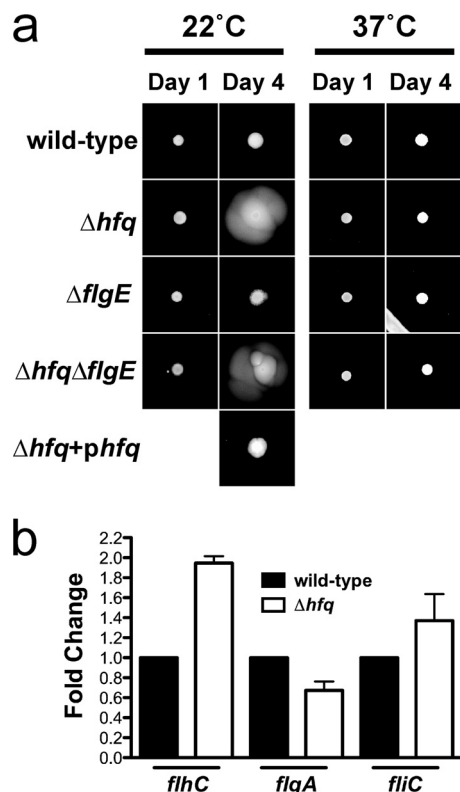 a
22˚C 37˚C
Day 1 Day 4 Day 1 Day 4
wild-type
Δhfq
ΔflgE
ΔhfqΔflgE
Δhfq+phfq
b
Fold Change
2.2
2.0
1.8
1.6
1.4
1.2
1.0
0.8
0.6
0.4
0.2
0.0
wild-type
Δhfq
flhC flgA fliC